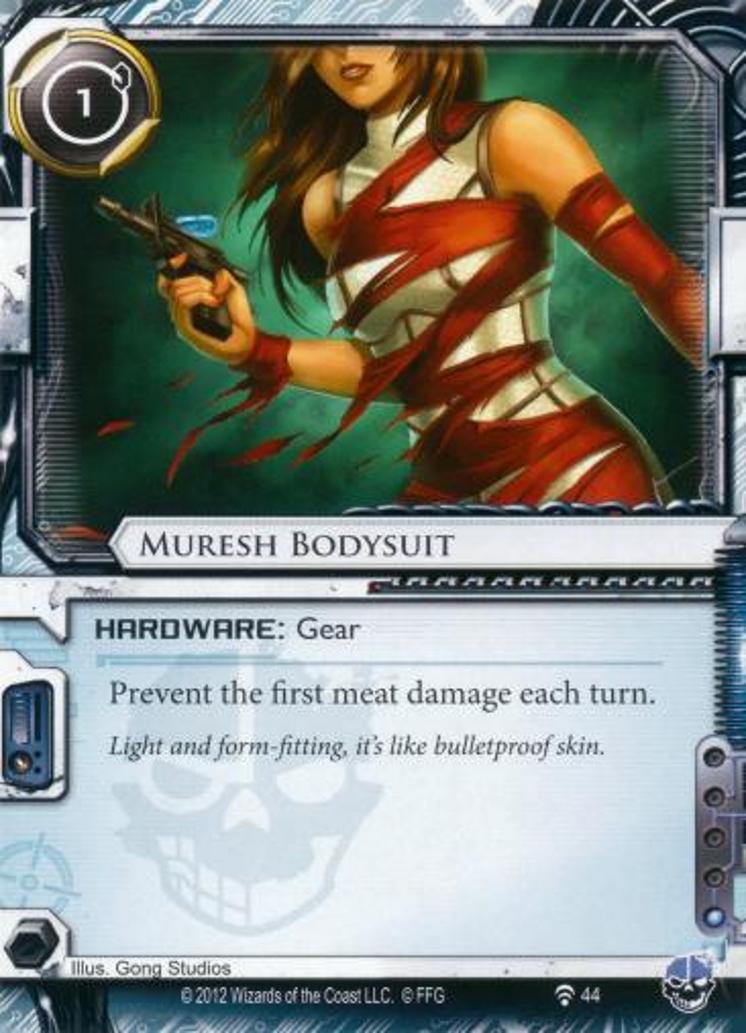 1
MURESH BODYSUIT
HARDWARE: Gear
Prevent the first meat damage each turn.
Light and form-fitting, it's like bulletproof skin.
Illus. Gong Studios
© 2012 Wizards of the Coast LLC. © FFG 44